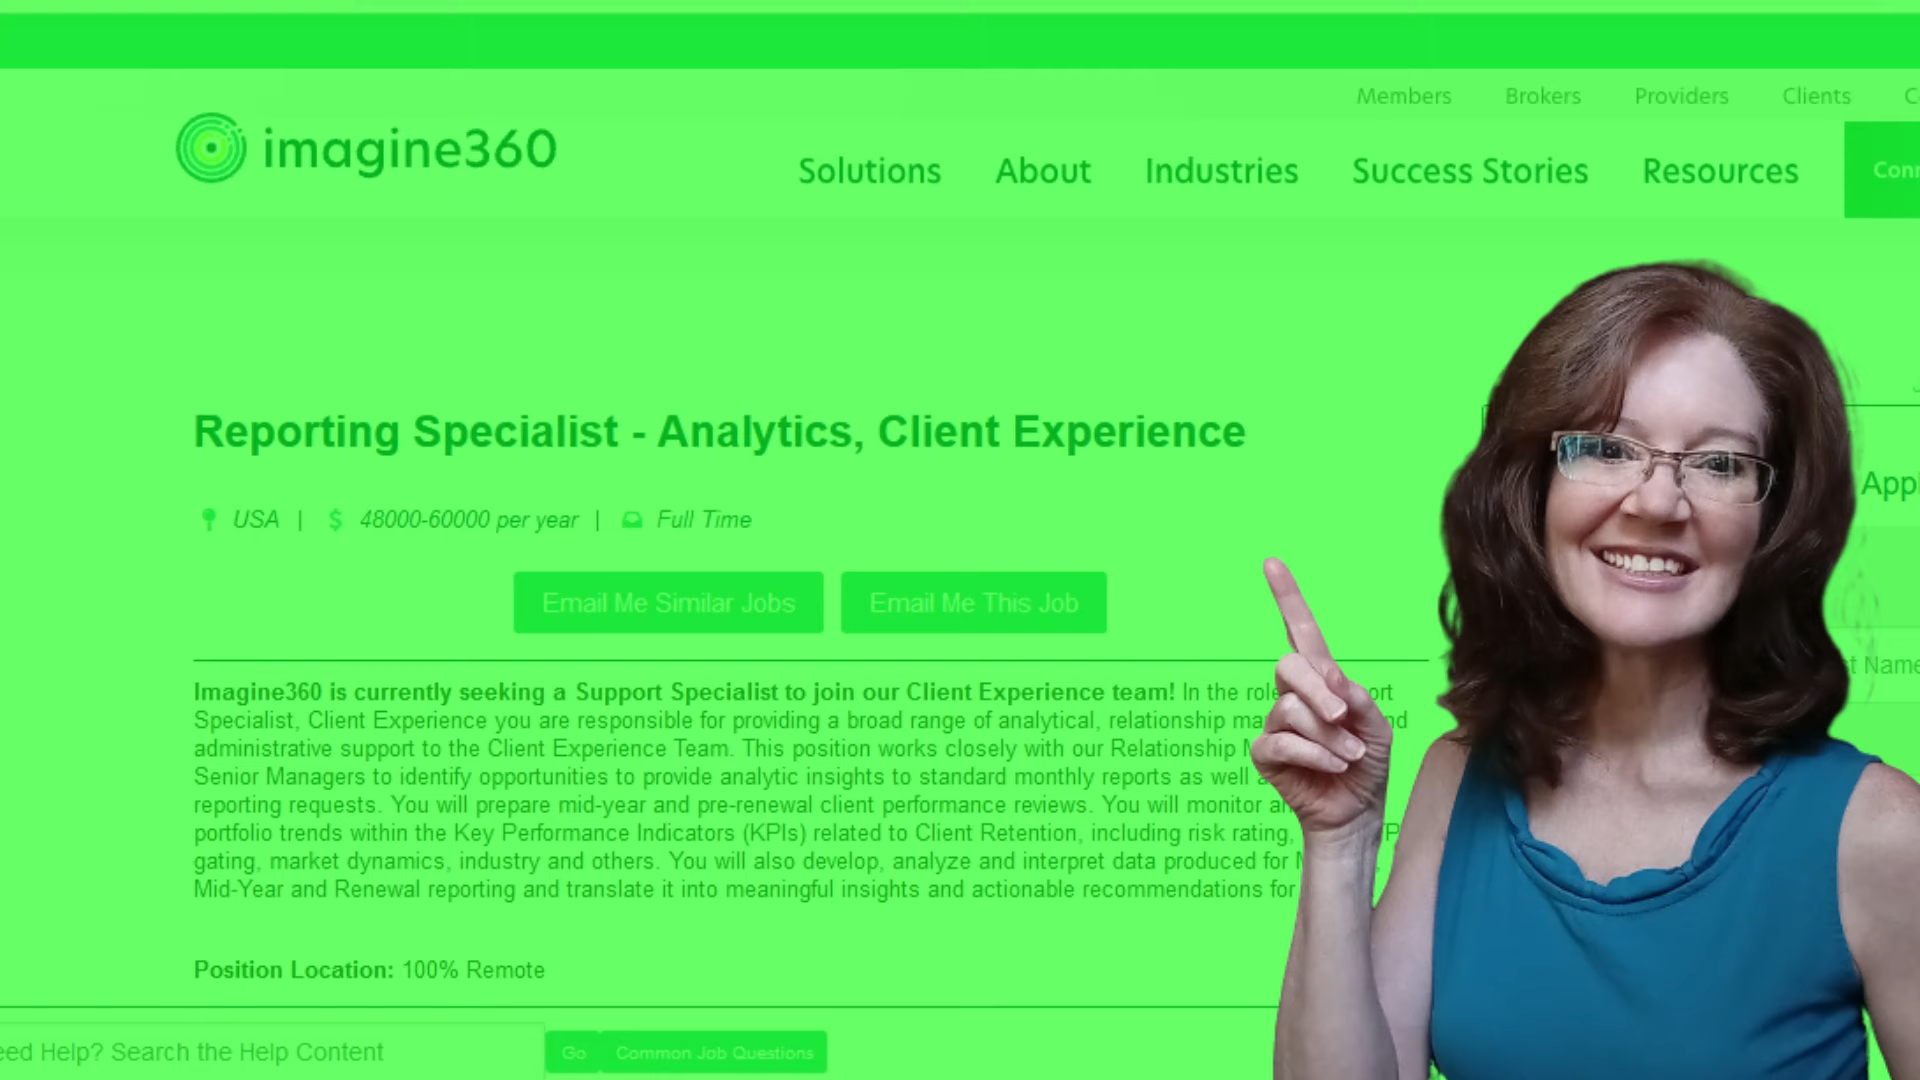 Members Brokers Providers Clients
imagine360
Solutions About Industries Success Stories Resources
Reporting Specialist - Analytics, Client Experience
USA | $ 48000-60000 per year | Full Time
Email Me Similar Jobs Email Me This Job
Imagine360 is currently seeking a Support Specialist to join our Client Experience team! In the role
Specialist, Client Experience you are responsible for providing a broad range of analytical, relationship
administrative support to the Client Experience Team. This position works closely with our Relationship
Senior Managers to identify opportunities to provide analytic insights to standard monthly reports as well
reporting requests. You will prepare mid-year and pre-renewal client performance reviews. You will monitor
portfolio trends within the Key Performance Indicators (KPIs) related to Client Retention, including risk rating,
gating, market dynamics, industry and others. You will also develop, analyze and interpret data produced for
Mid-Year and Renewal reporting and translate it into meaningful insights and actionable recommendations for
Name
Position Location: 100% Remote
Help? Search the Help Content Go Common Job Questions